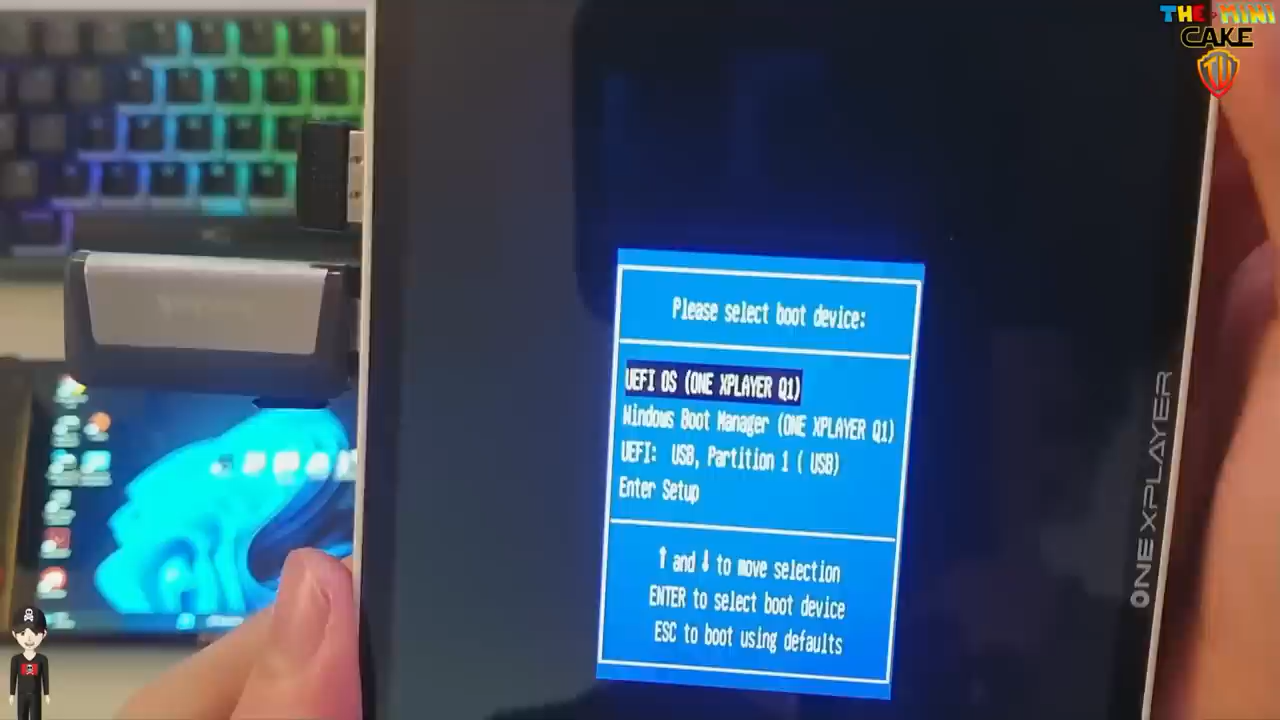 THE MINI
CAKE
Please select boot device:
UEFI OS (ONE XPLAYER Q1)
Windows Boot Manager (ONE XPLAYER Q1)
UEFI: USB, Partition 1 ( USB)
Enter Setup
↑ and ↓ to move selection
ENTER to select boot device
ESC to boot using defaults
ONE XPLAYER